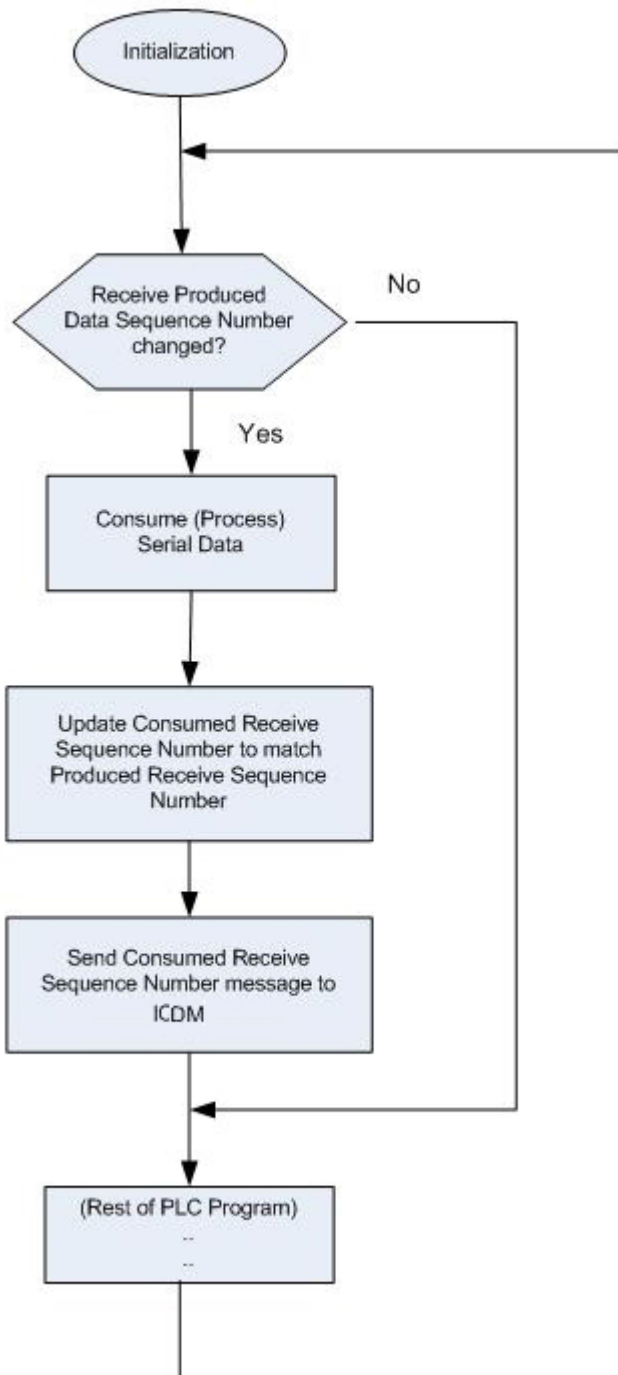 Initialization
Receive Produced
Data Sequence Number
changed?
No
Yes
Consume (Process)
Serial Data
Update Consumed Receive
Sequence Number to match
Produced Receive Sequence
Number
Send Consumed Receive
Sequence Number message to
ICDM
(Rest of PLC Program)
..
..